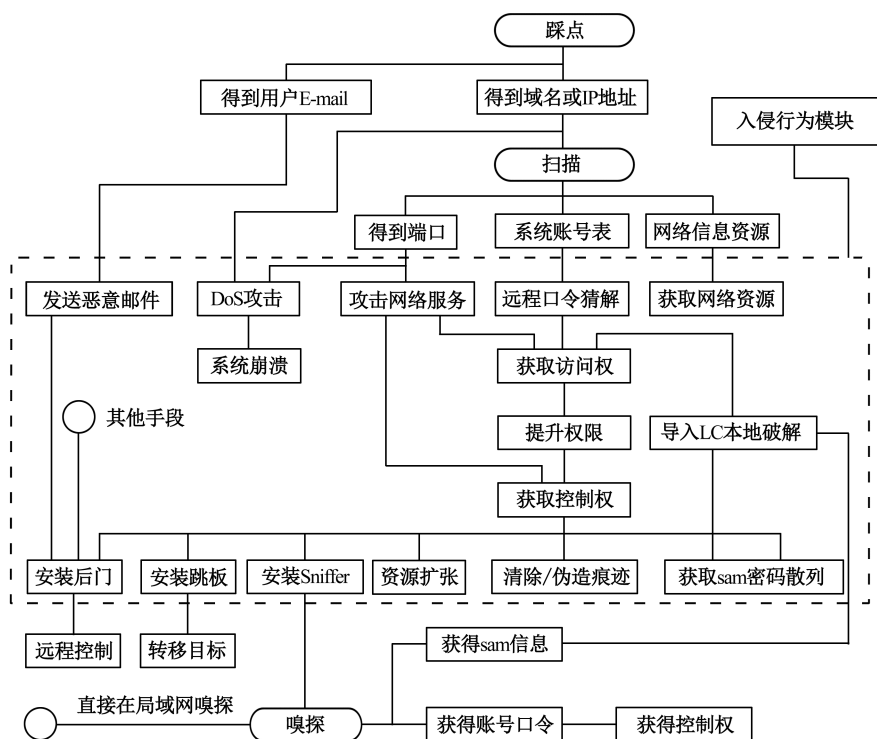 踩点
得到用户E-mail
得到域名或IP地址
入侵行为模块
扫描
得到端口
系统账号表
网络信息资源
发送恶意邮件
DoS攻击
攻击网络服务
远程口令猜解
获取网络资源
系统崩溃
获取访问权
其他手段
提升权限
导入LC本地破解
获取控制权
安装后门
安装跳板
安装Sniffer
资源扩张
清除/伪造痕迹
获取sam密码散列
远程控制
转移目标
获得sam信息
直接在局域网嗅探
嗅探
获得账号口令
获得控制权